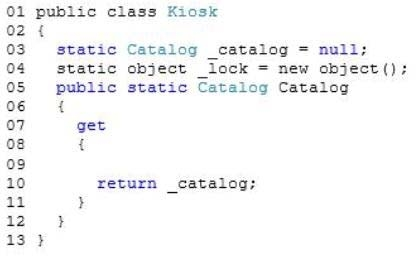 01 public class Kiosk
02 {
03   static Catalog _catalog = null;
04   static object _lock = new object();
05   public static Catalog Catalog
06   {
07     get
08     {
09
10       return _catalog;
11     }
12   }
13 }